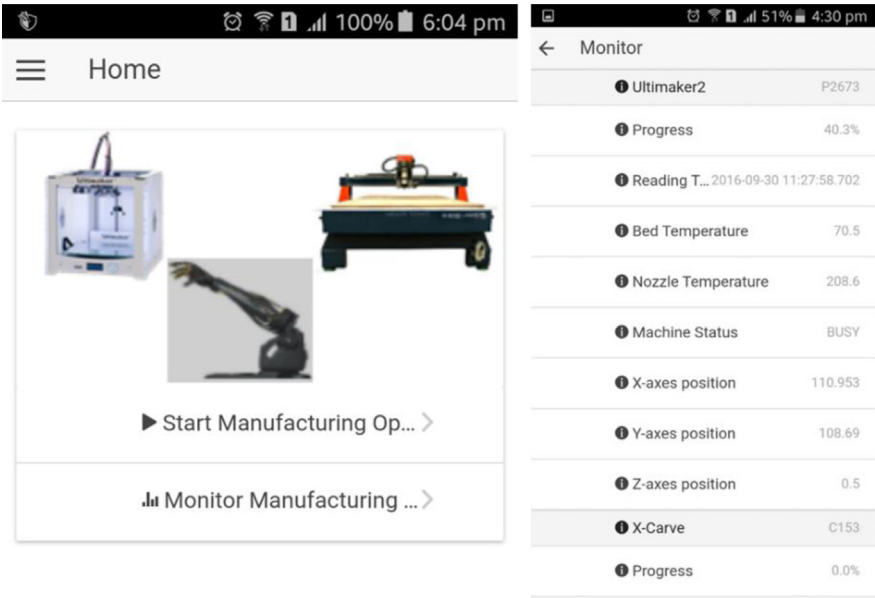 100% 6:04 pm
Home
Ultimaker
Start Manufacturing Op...
Monitor Manufacturing ...
51% 4:30 pm
Monitor
Ultimaker2 P2673
Progress 40.3%
Reading T... 2016-09-30 11:27:58.702
Bed Temperature 70.5
Nozzle Temperature 208.6
Machine Status BUSY
X-axes position 110.953
Y-axes position 108.69
Z-axes position 0.5
X-Carve C153
Progress 0.0%